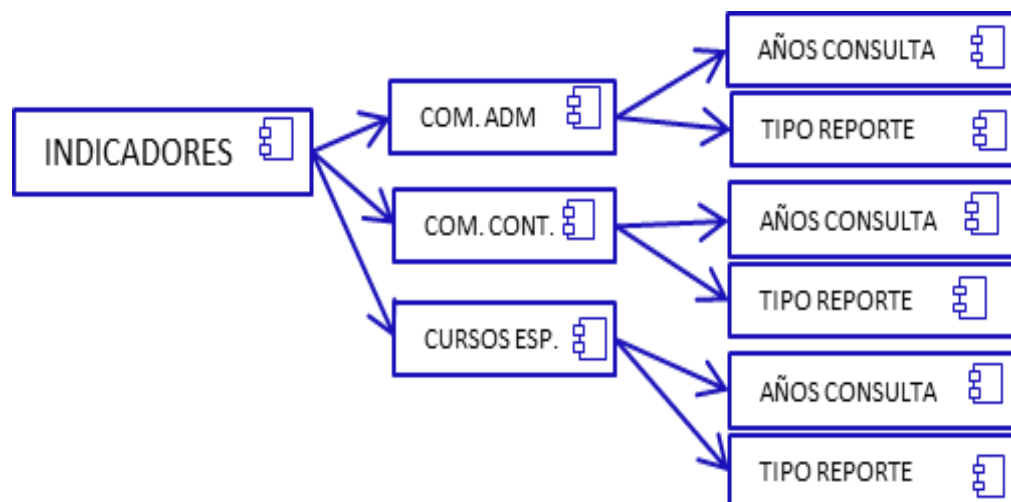 INDICADORES
COM. ADM
AÑOS CONSULTA
TIPO REPORTE
COM. CONT.
AÑOS CONSULTA
TIPO REPORTE
CURSOS ESP.
AÑOS CONSULTA
TIPO REPORTE